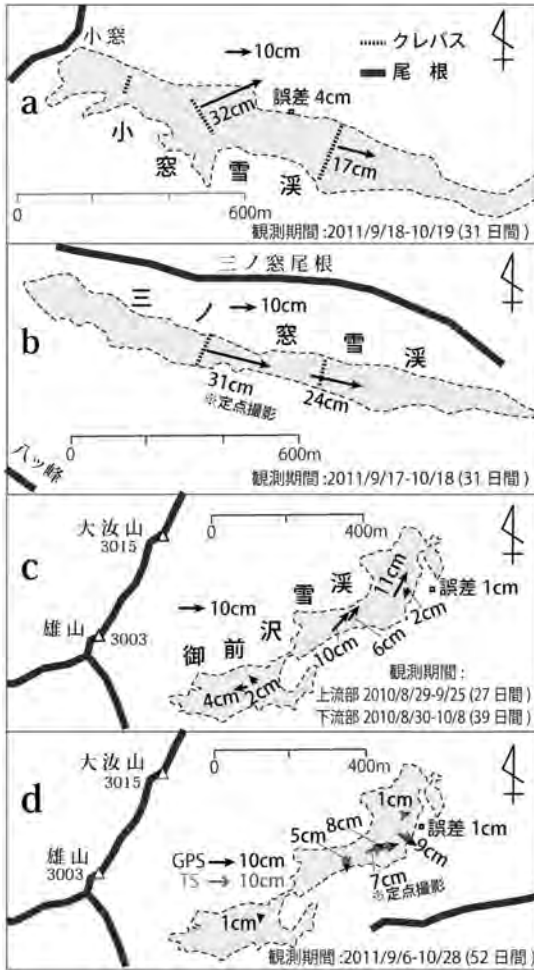 a
小窓
10cm
クレバス
尾根
32cm
誤差 4cm
小窓雪渓
17cm
0
600m
観測期間 :2011/9/18-10/19 (31 日間)
b
三ノ窓尾根
10cm
三ノ窓雪渓
31cm
※定点撮影
24cm
0
600m
八ッ峰
観測期間 :2011/9/17-10/18 (31 日間)
c
大汝山
3015
0
400m
10cm
雄山
3003
御前沢雪渓
11cm
誤差 1cm
2cm
6cm
10cm
2cm
4cm
観測期間 :
上流部 2010/8/29-9/25 (27 日間)
下流部 2010/8/30-10/8 (39 日間)
d
大汝山
3015
0
400m
1cm
誤差 1cm
8cm
5cm
9cm
雄山
3003
GPS 10cm
TS 10cm
7cm
※定点撮影
1cm
観測期間 :2011/9/6-10/28 (52 日間)